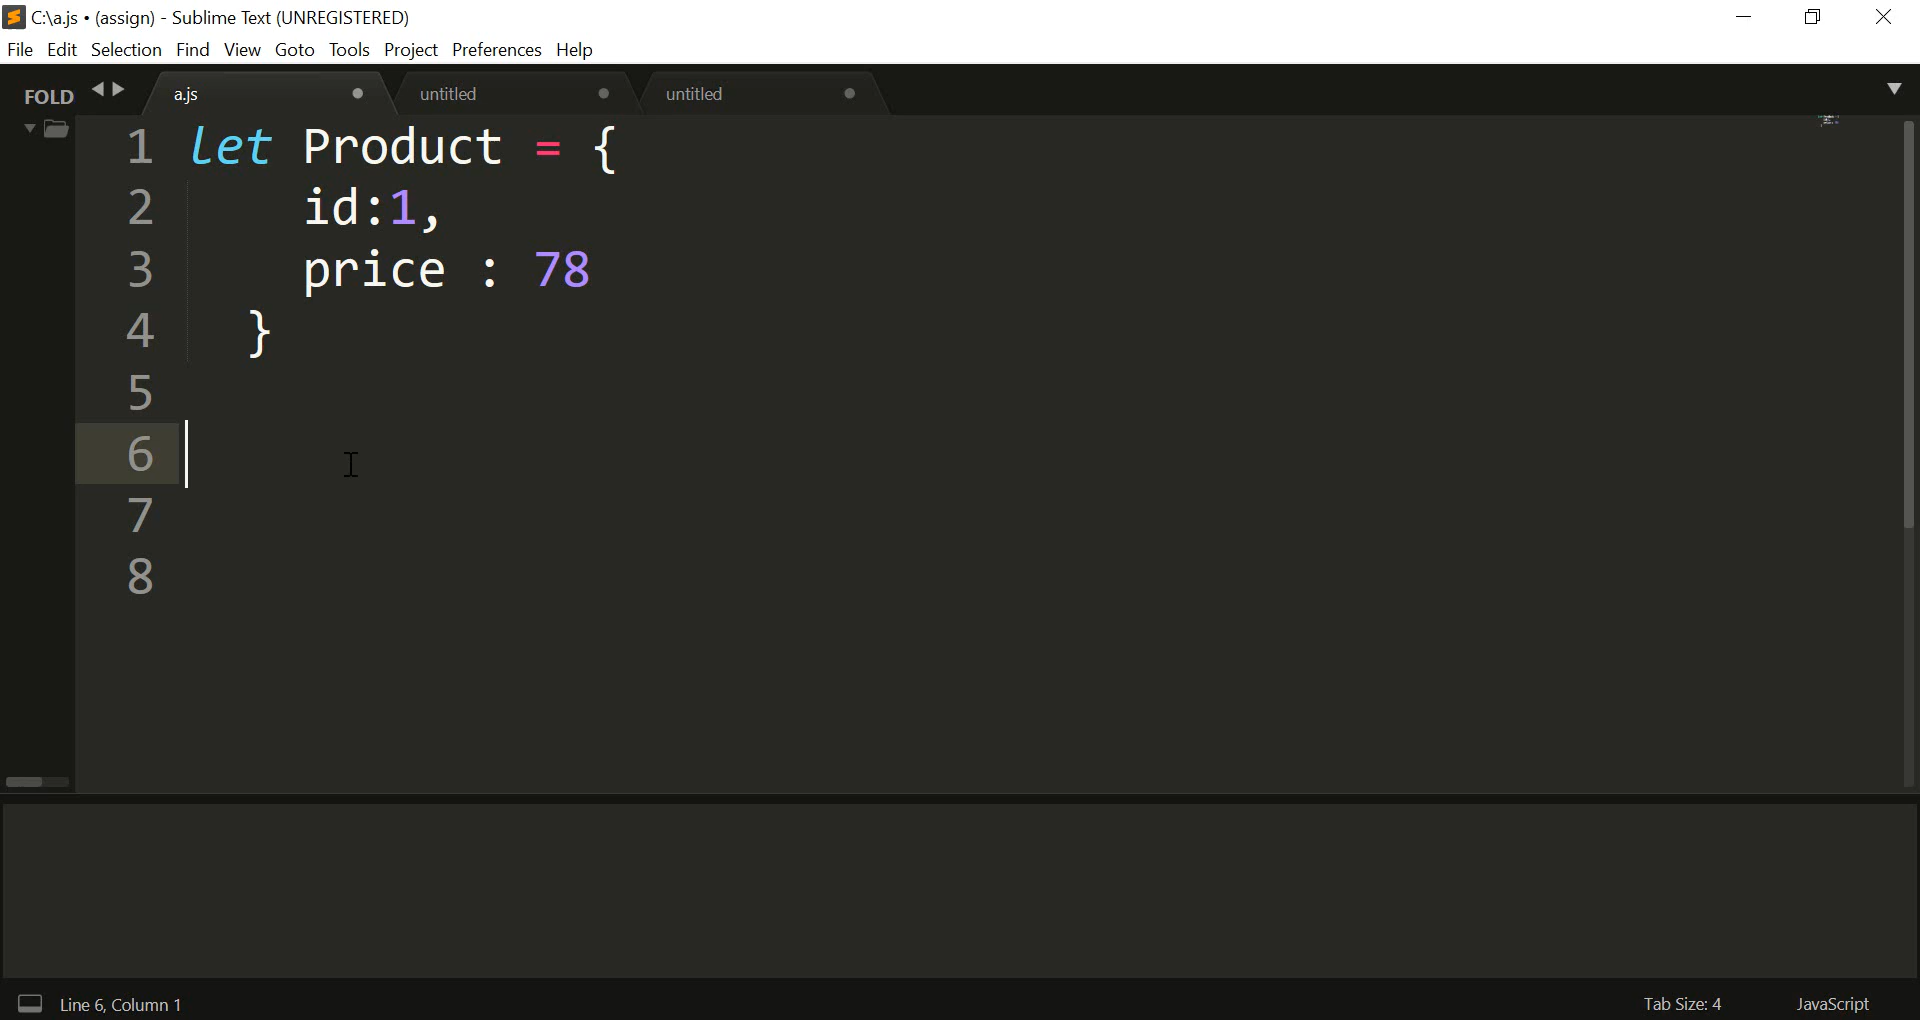 C:\a.js • (assign) - Sublime Text (UNREGISTERED)
File Edit Selection Find View Goto Tools Project Preferences Help
FOLD
a.js
untitled
untitled
1 let Product = {
2 id:1,
3 price : 78
4 }
5
6
7
8
Line 6, Column 1
Tab Size: 4
JavaScript